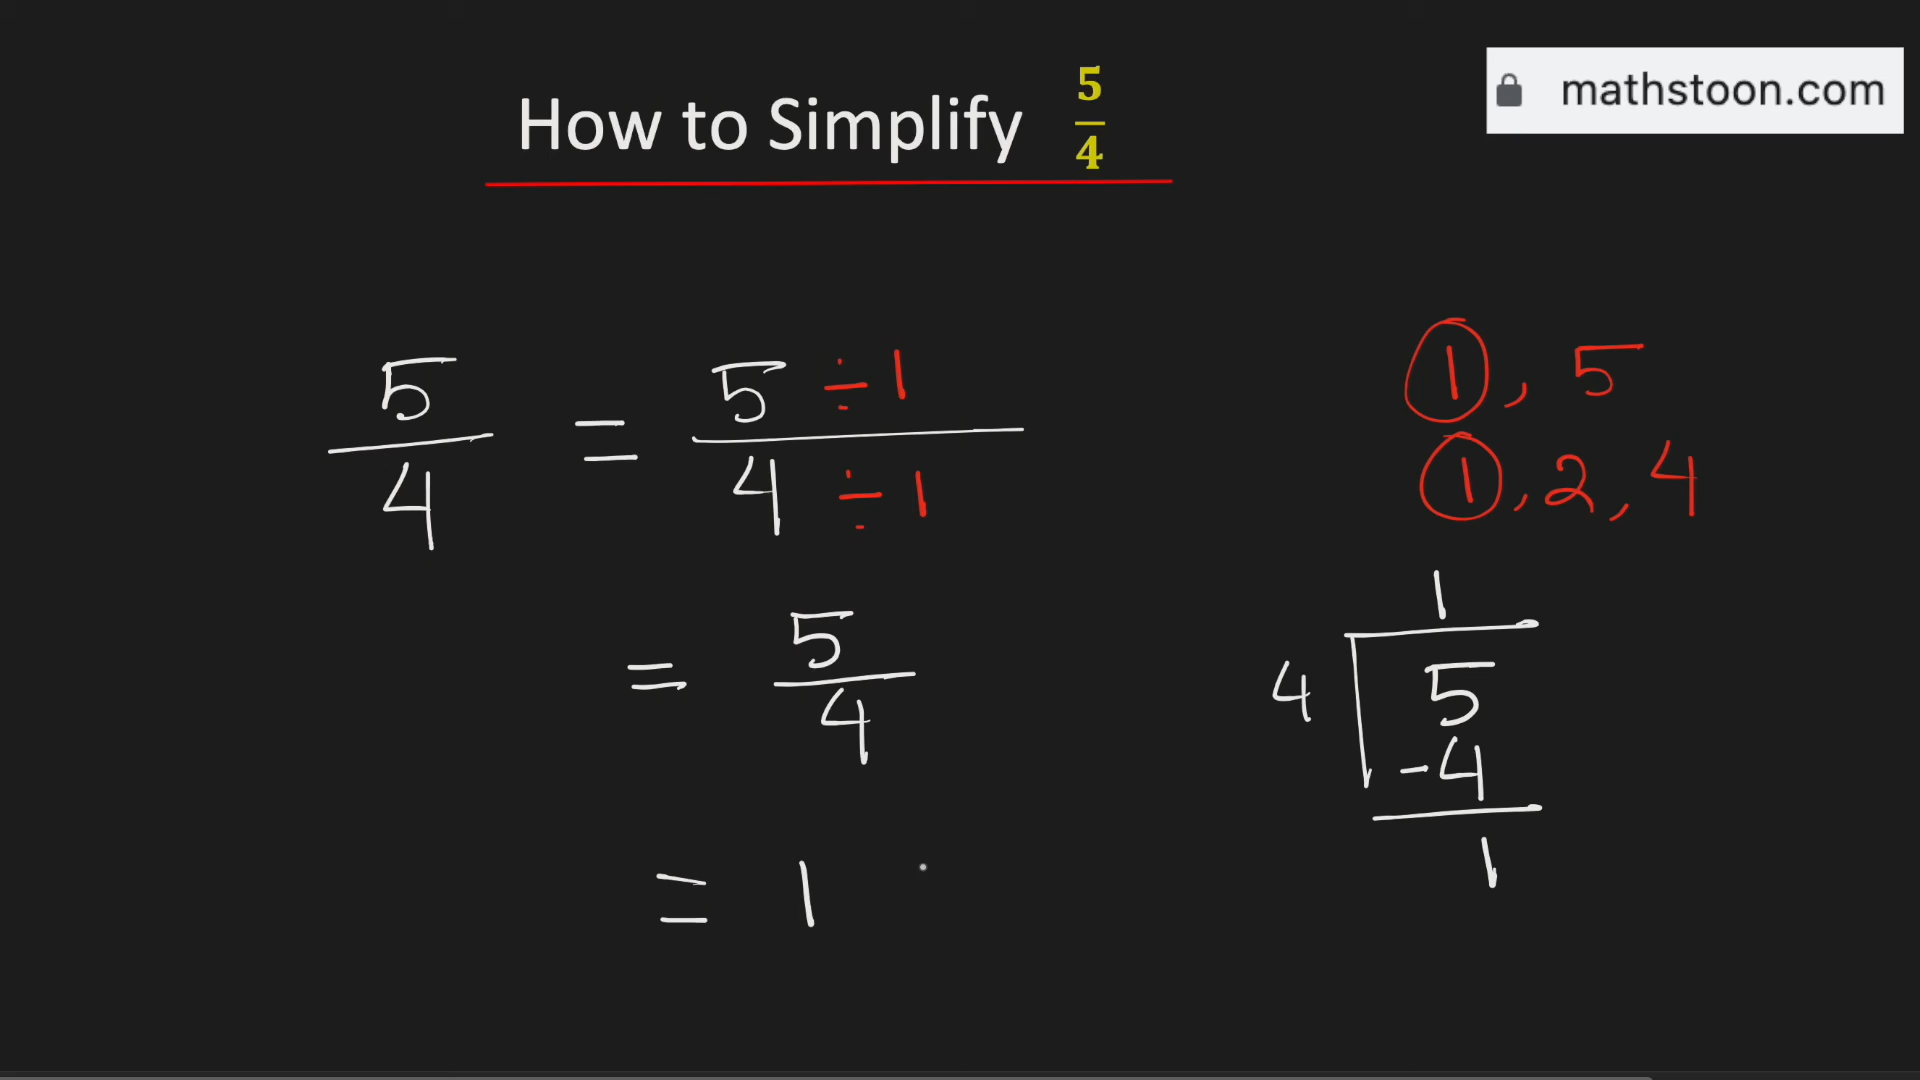 How to Simplify 5/4
mathstoon.com
5/4 = 5 ÷ 1 / 4 ÷ 1
= 5/4
= 1
1, 5
1, 2, 4
1
4 5
-4
1